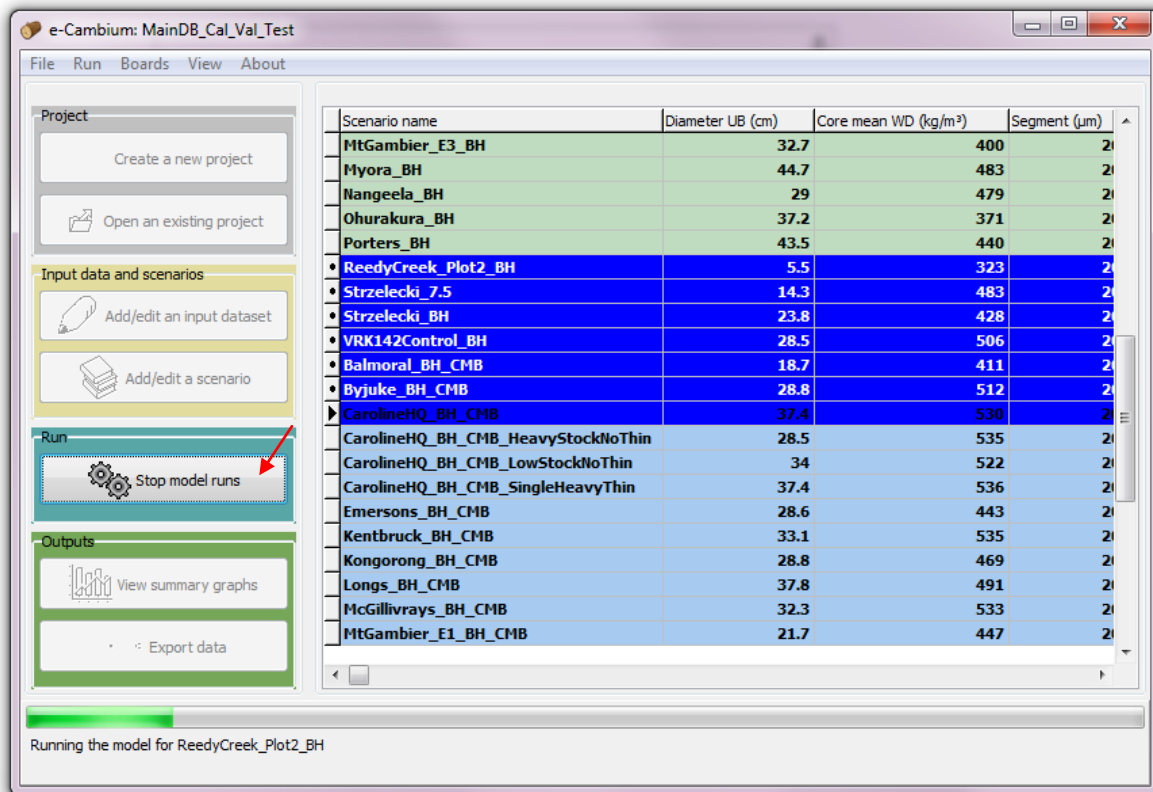 e-Cambium: MainDB_Cal_Val_Test
File Run Boards View About
Project
Create a new project
Open an existing project
Input data and scenarios
Add/edit an input dataset
Add/edit a scenario
Run
Stop model runs
Outputs
View summary graphs
Export data
Scenario name Diameter UB (cm) Core mean WD (kg/m³) Segment (µm)
MtGambier_E3_BH 32.7 400
Myora_BH 44.7 483
Nangeela_BH 29 479
Ohurakura_BH 37.2 371
Porters_BH 43.5 440
ReedyCreek_Plot2_BH 5.5 323
Strzelecki_7.5 14.3 483
Strzelecki_BH 23.8 428
VRK142Control_BH 28.5 506
Balmoral_BH_CMB 18.7 411
Byjuke_BH_CMB 28.8 512
CarolineHQ_BH_CMB 37.4 530
CarolineHQ_BH_CMB_HeavyStockNoThin 28.5 535
CarolineHQ_BH_CMB_LowStockNoThin 34 522
CarolineHQ_BH_CMB_SingleHeavyThin 37.4 536
Emersons_BH_CMB 28.6 443
Kentbruck_BH_CMB 33.1 535
Kongorong_BH_CMB 28.8 469
Longs_BH_CMB 37.8 491
McGillivrays_BH_CMB 32.3 533
MtGambier_E1_BH_CMB 21.7 447
Running the model for ReedyCreek_Plot2_BH